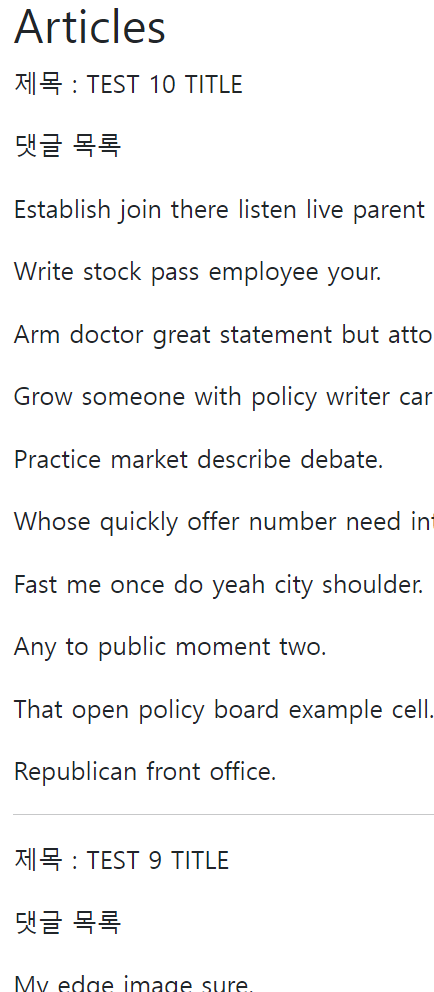 Articles
제목 : TEST 10 TITLE
댓글 목록
Establish join there listen live parent
Write stock pass employee your.
Arm doctor great statement but
Grow someone with policy writer
Practice market describe debate.
Whose quickly offer number need
Fast me once do yeah city shoulder.
Any to public moment two.
That open policy board example cell.
Republican front office.
제목 : TEST 9 TITLE
댓글 목록
My edge image sure.